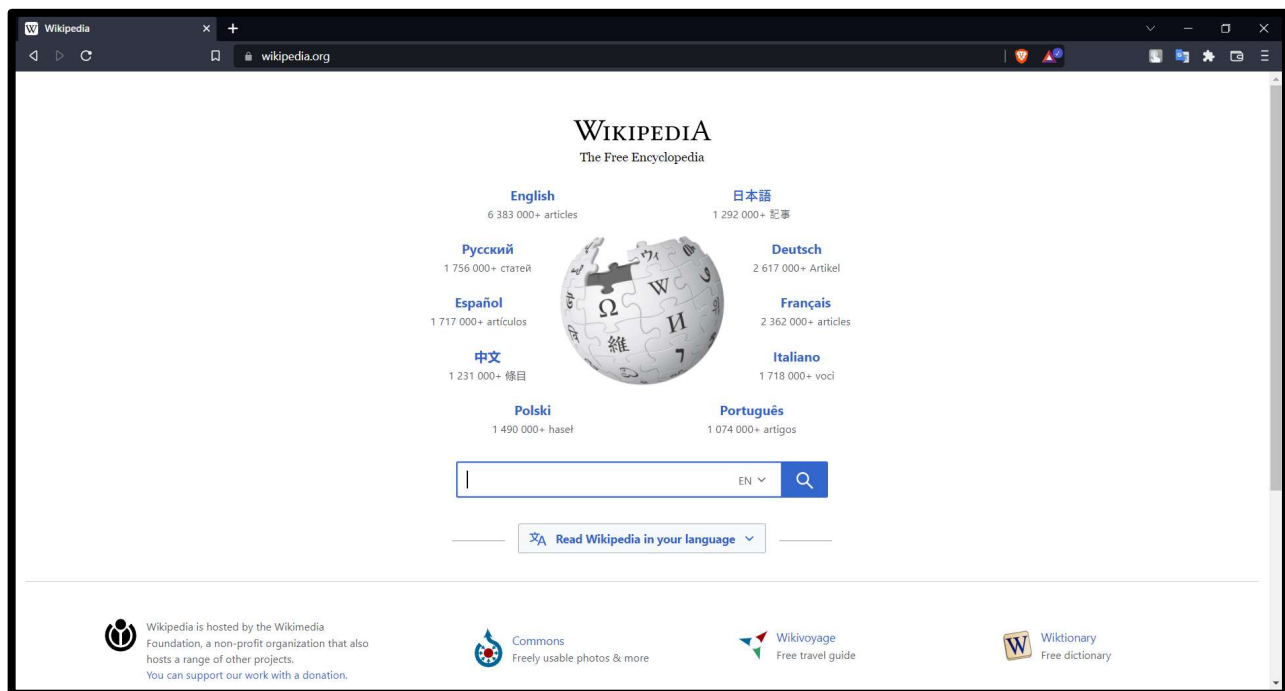 Wikipedia
wikipedia.org
WIKIPEDIA
The Free Encyclopedia
English
6 383 000+ articles
日本語
1 292 000+ 記事
Русский
1 756 000+ статей
Deutsch
2 617 000+ Artikel
Español
1 717 000+ artículos
Français
2 362 000+ articles
中文
1 231 000+ 條目
Italiano
1 718 000+ voci
Polski
1 490 000+ haseł
Português
1 074 000+ artigos
Ω W И 維 7
EN
Read Wikipedia in your language
Wikipedia is hosted by the Wikimedia
Foundation, a non-profit organization that also
hosts a range of other projects.
You can support our work with a donation.
Commons
Freely usable photos & more
Wikivoyage
Free travel guide
W
Wiktionary
Free dictionary